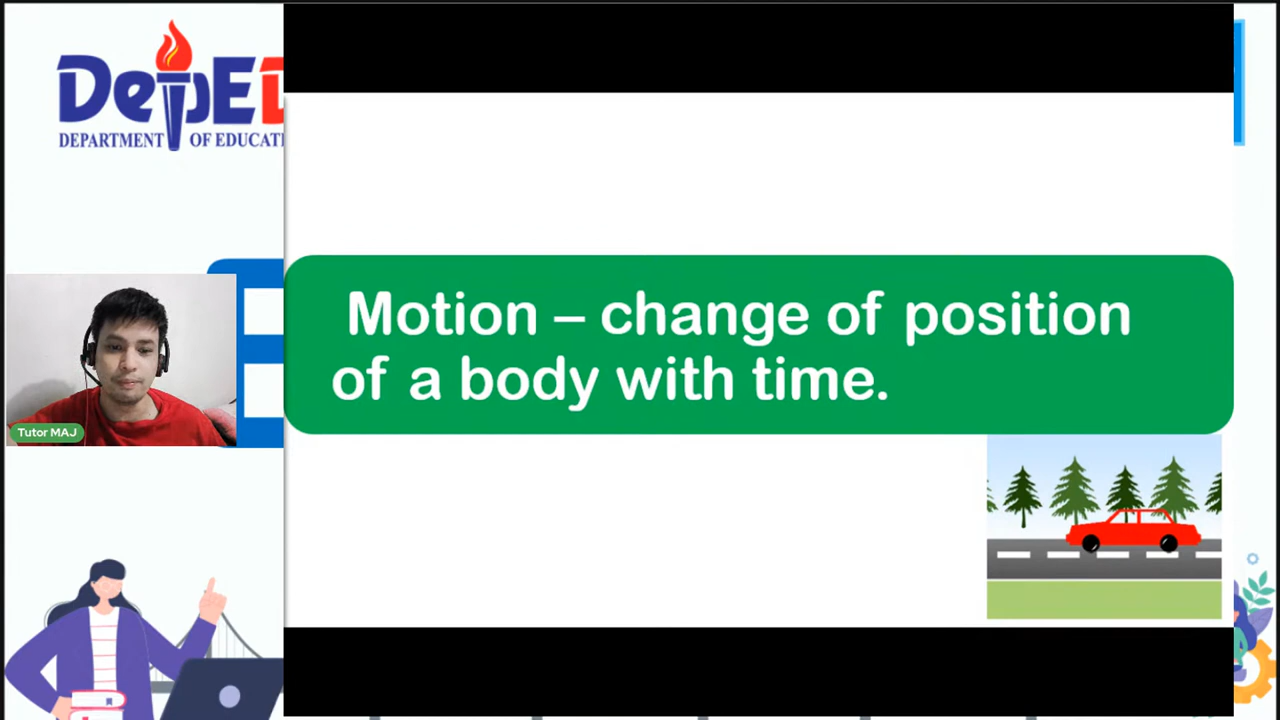 DepED
DEPARTMENT OF EDUCATI
Motion – change of position
of a body with time.
Tutor MAJ